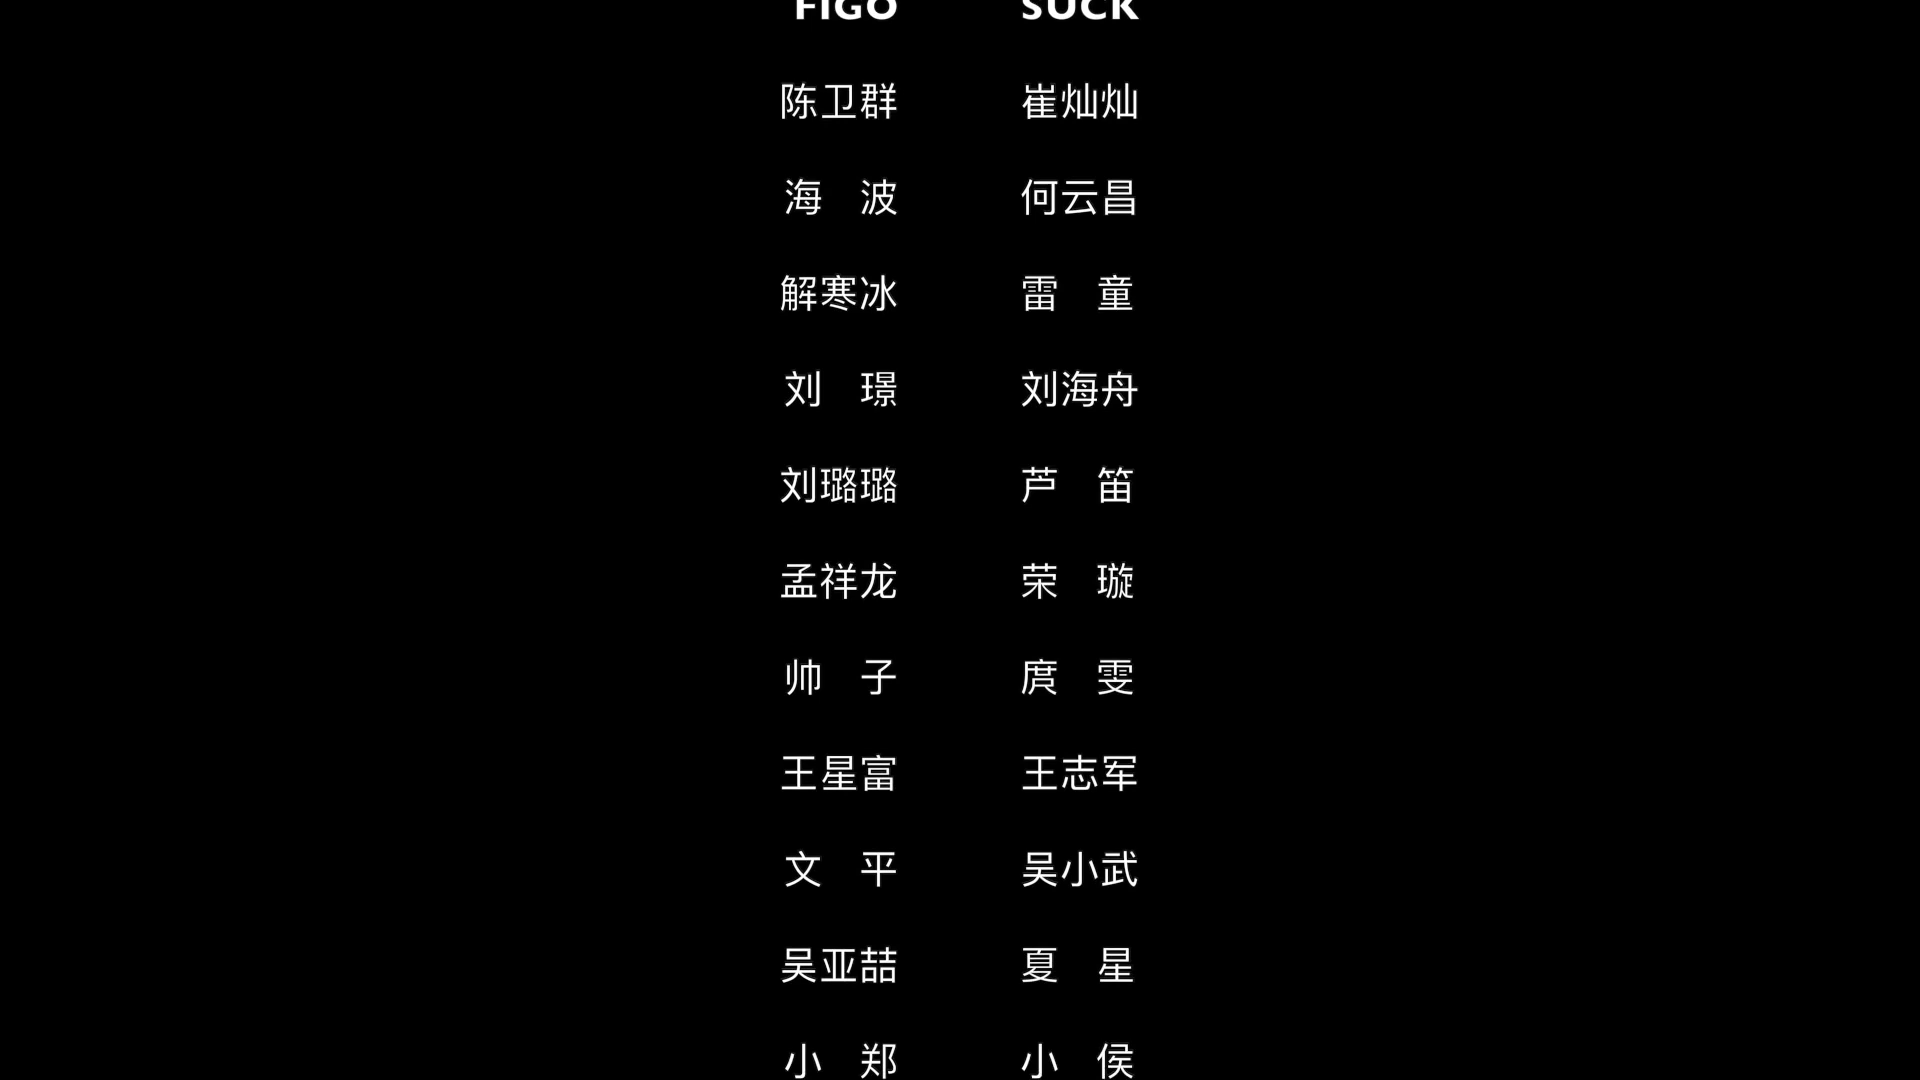 FIGO SUCK
陈卫群 崔灿灿
海 波 何云昌
解寒冰 雷 童
刘 璟 刘海舟
刘璐璐 芦 笛
孟祥龙 荣 璇
帅 子 庹 雯
王星富 王志军
文 平 吴小武
吴亚喆 夏 星
小 郑 小 侯